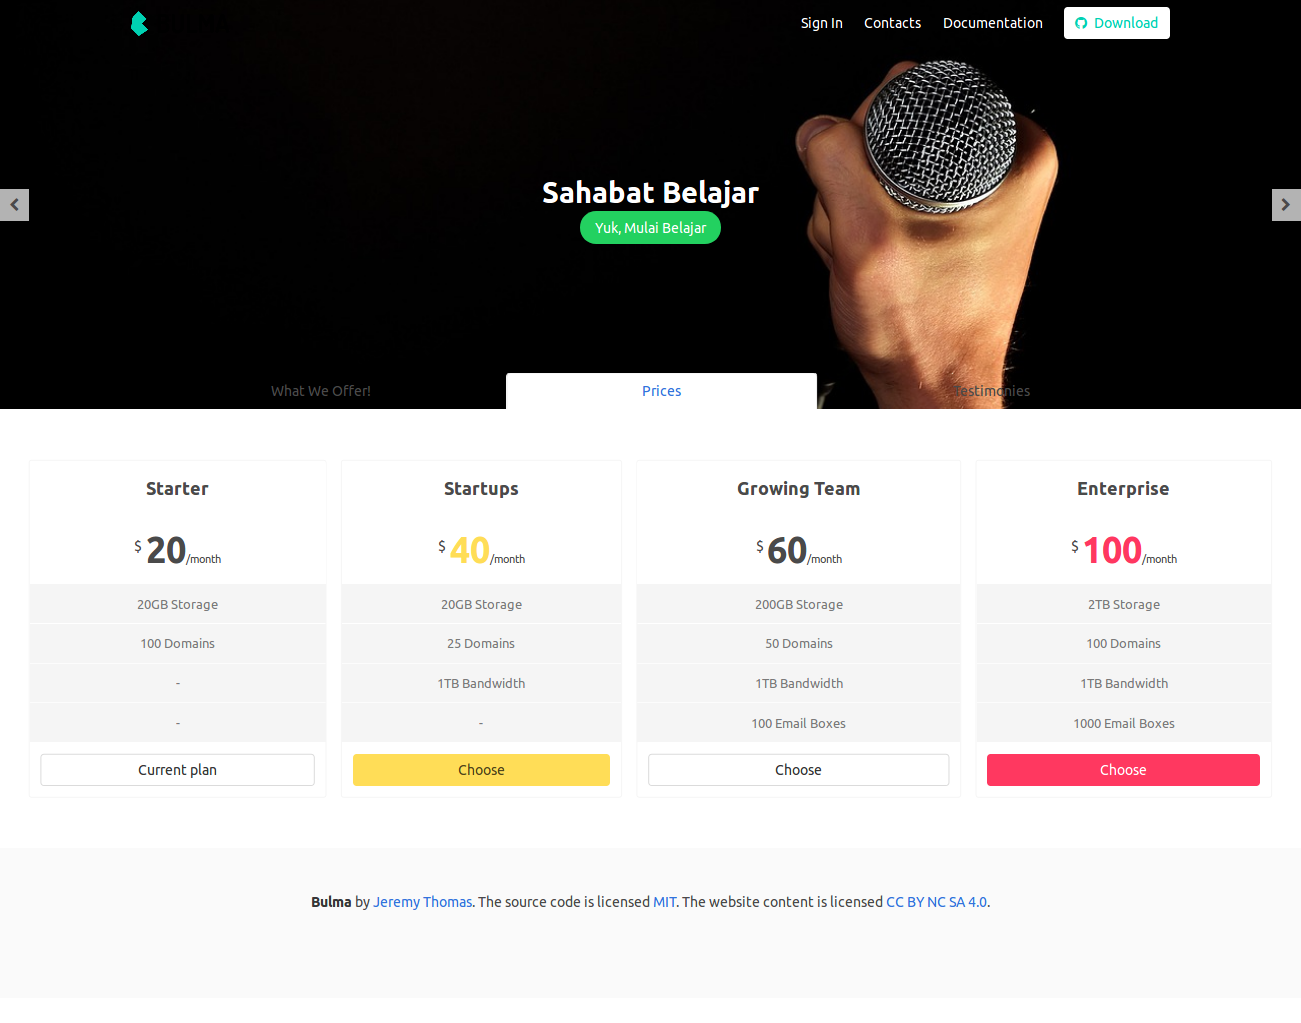 Sign In Contacts Documentation Download
Sahabat Belajar
Yuk, Mulai Belajar
What We Offer! Prices Testimonies
Starter Startups Growing Team Enterprise
$ 20/month $ 40/month $ 60/month $ 100/month
20GB Storage 20GB Storage 200GB Storage 2TB Storage
100 Domains 25 Domains 50 Domains 100 Domains
- 1TB Bandwidth 1TB Bandwidth 1TB Bandwidth
- - 100 Email Boxes 1000 Email Boxes
Current plan Choose Choose Choose
Bulma by Jeremy Thomas. The source code is licensed MIT. The website content is licensed CC BY NC SA 4.0.